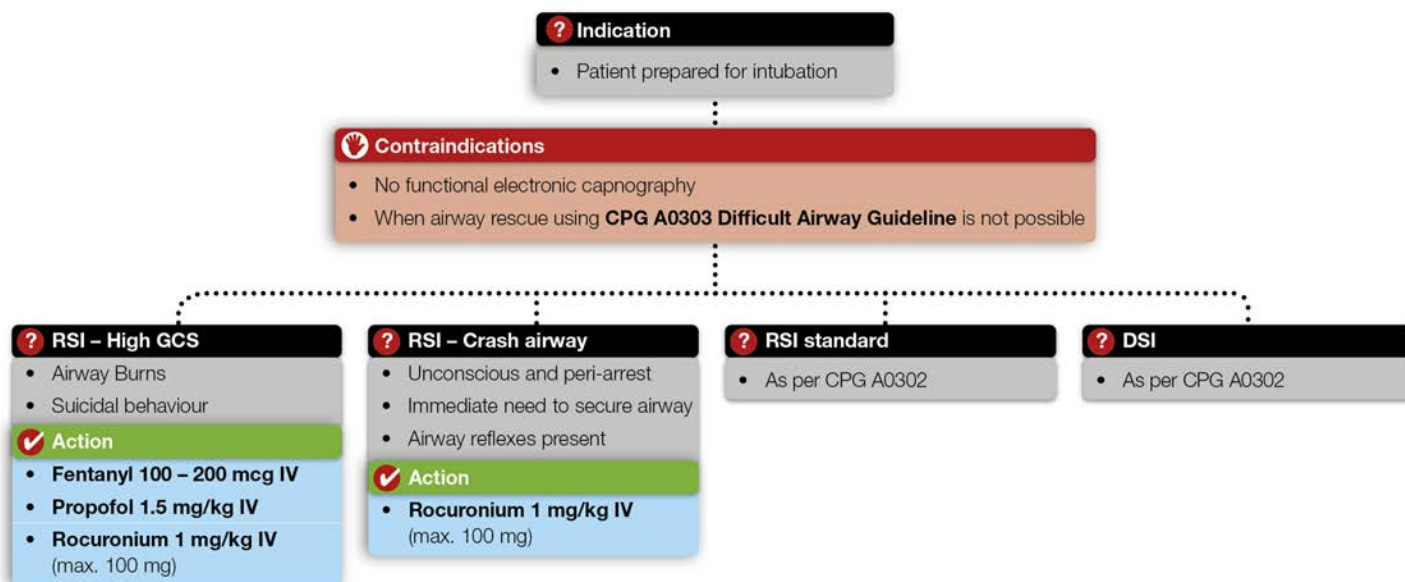 Indication
• Patient prepared for intubation
Contraindications
• No functional electronic capnography
• When airway rescue using CPG A0303 Difficult Airway Guideline is not possible
RSI – High GCS
• Airway Burns
• Suicidal behaviour
Action
• Fentanyl 100 – 200 mcg IV
• Propofol 1.5 mg/kg IV
• Rocuronium 1 mg/kg IV
(max. 100 mg)
RSI – Crash airway
• Unconscious and peri-arrest
• Immediate need to secure airway
• Airway reflexes present
Action
• Rocuronium 1 mg/kg IV
(max. 100 mg)
RSI standard
• As per CPG A0302
DSI
• As per CPG A0302